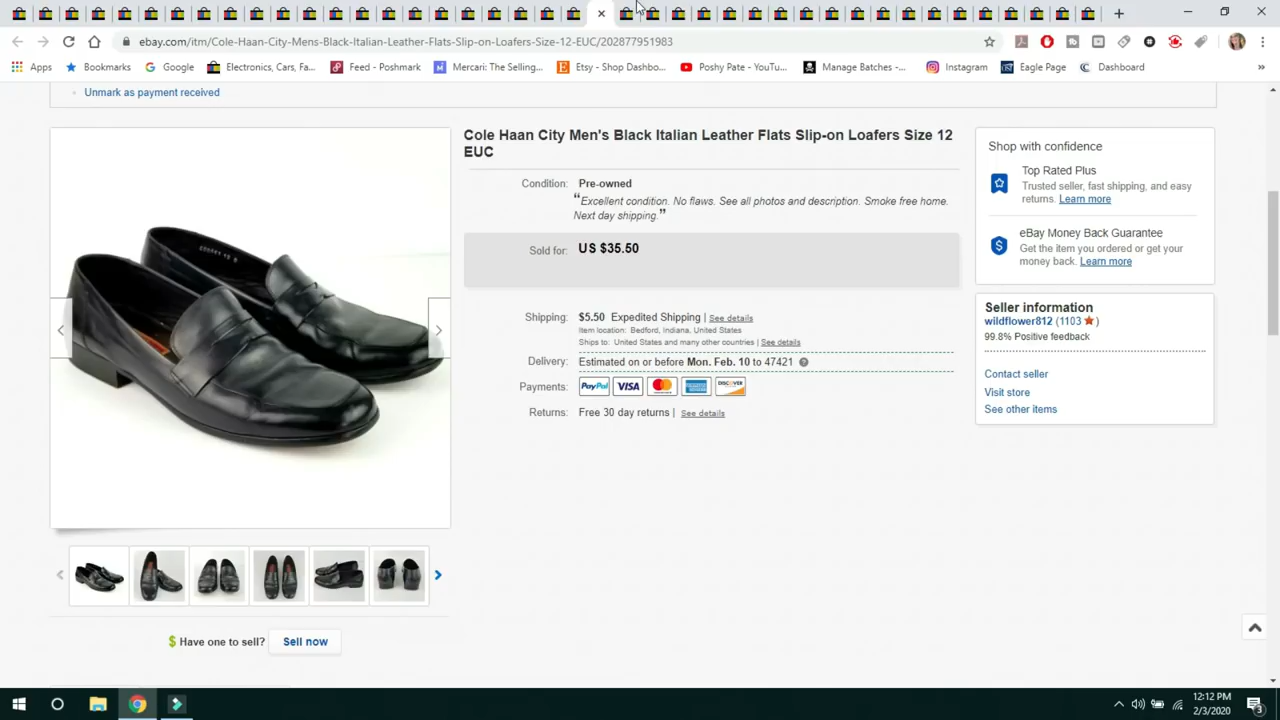 ebay.com/itm/Cole-Haan-City-Mens-Black-Italian-Leather-Flats-Slip-on-Loafers-Size-12-EUC/202877951983
Apps Bookmarks Google Electronics, Cars, Fa... Feed - Poshmark Mercari: The Selling... Etsy - Shop Dashbo... Poshy Pate - YouTu... Manage Batches -... Instagram Eagle Page Dashboard »
Unmark as payment received
Cole Haan City Men's Black Italian Leather Flats Slip-on Loafers Size 12
EUC
Condition: Pre-owned
“Excellent condition. No flaws. See all photos and description. Smoke free home.
Next day shipping.”
Sold for: US $35.50
Shipping: $5.50 Expedited Shipping | See details
Item location: Bedford, Indiana, United States
Ships to: United States and many other countries | See details
Delivery: Estimated on or before Mon. Feb. 10 to 47421
Payments: PayPal VISA DISCOVER
Returns: Free 30 day returns | See details
Shop with confidence
Top Rated Plus
Trusted seller, fast shipping, and easy
returns. Learn more
eBay Money Back Guarantee
Get the item you ordered or get your
money back. Learn more
Seller information
wildflower812 (1103 ★)
99.8% Positive feedback
Contact seller
Visit store
See other items
$ Have one to sell? Sell now
12:12 PM
2/3/2020
3